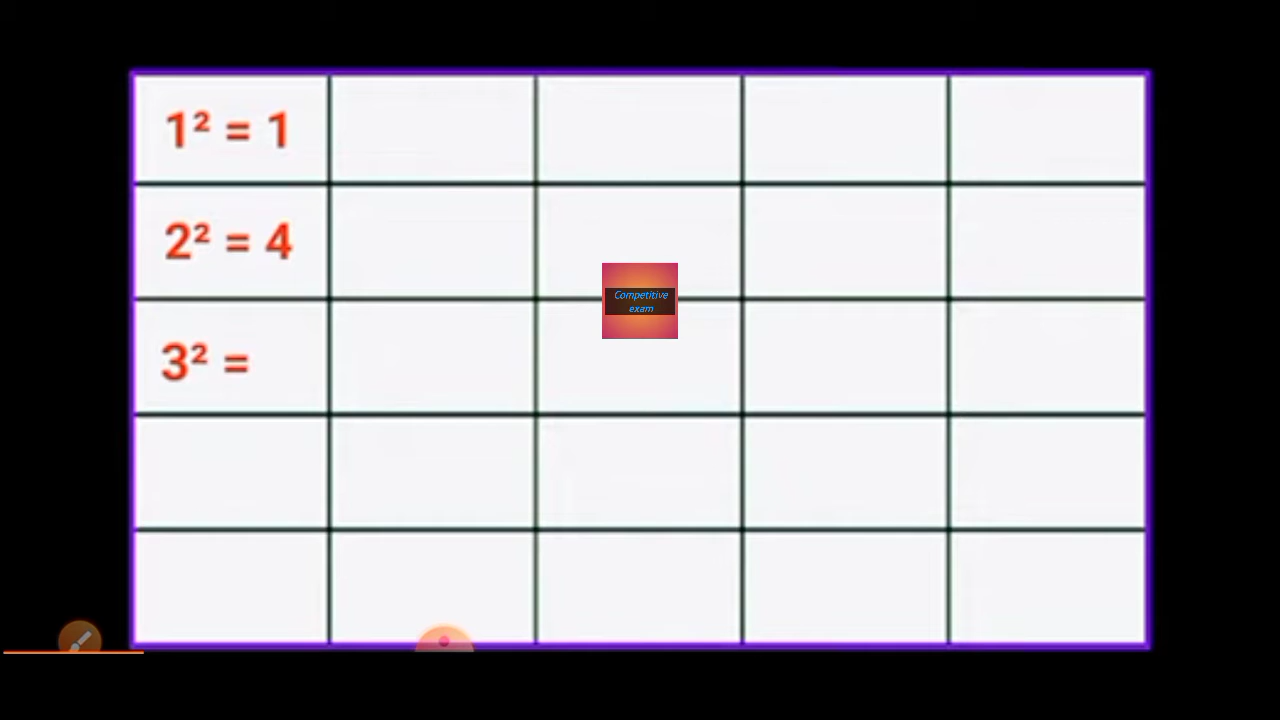 1² = 1
2² = 4
Competitive
exam
3² =